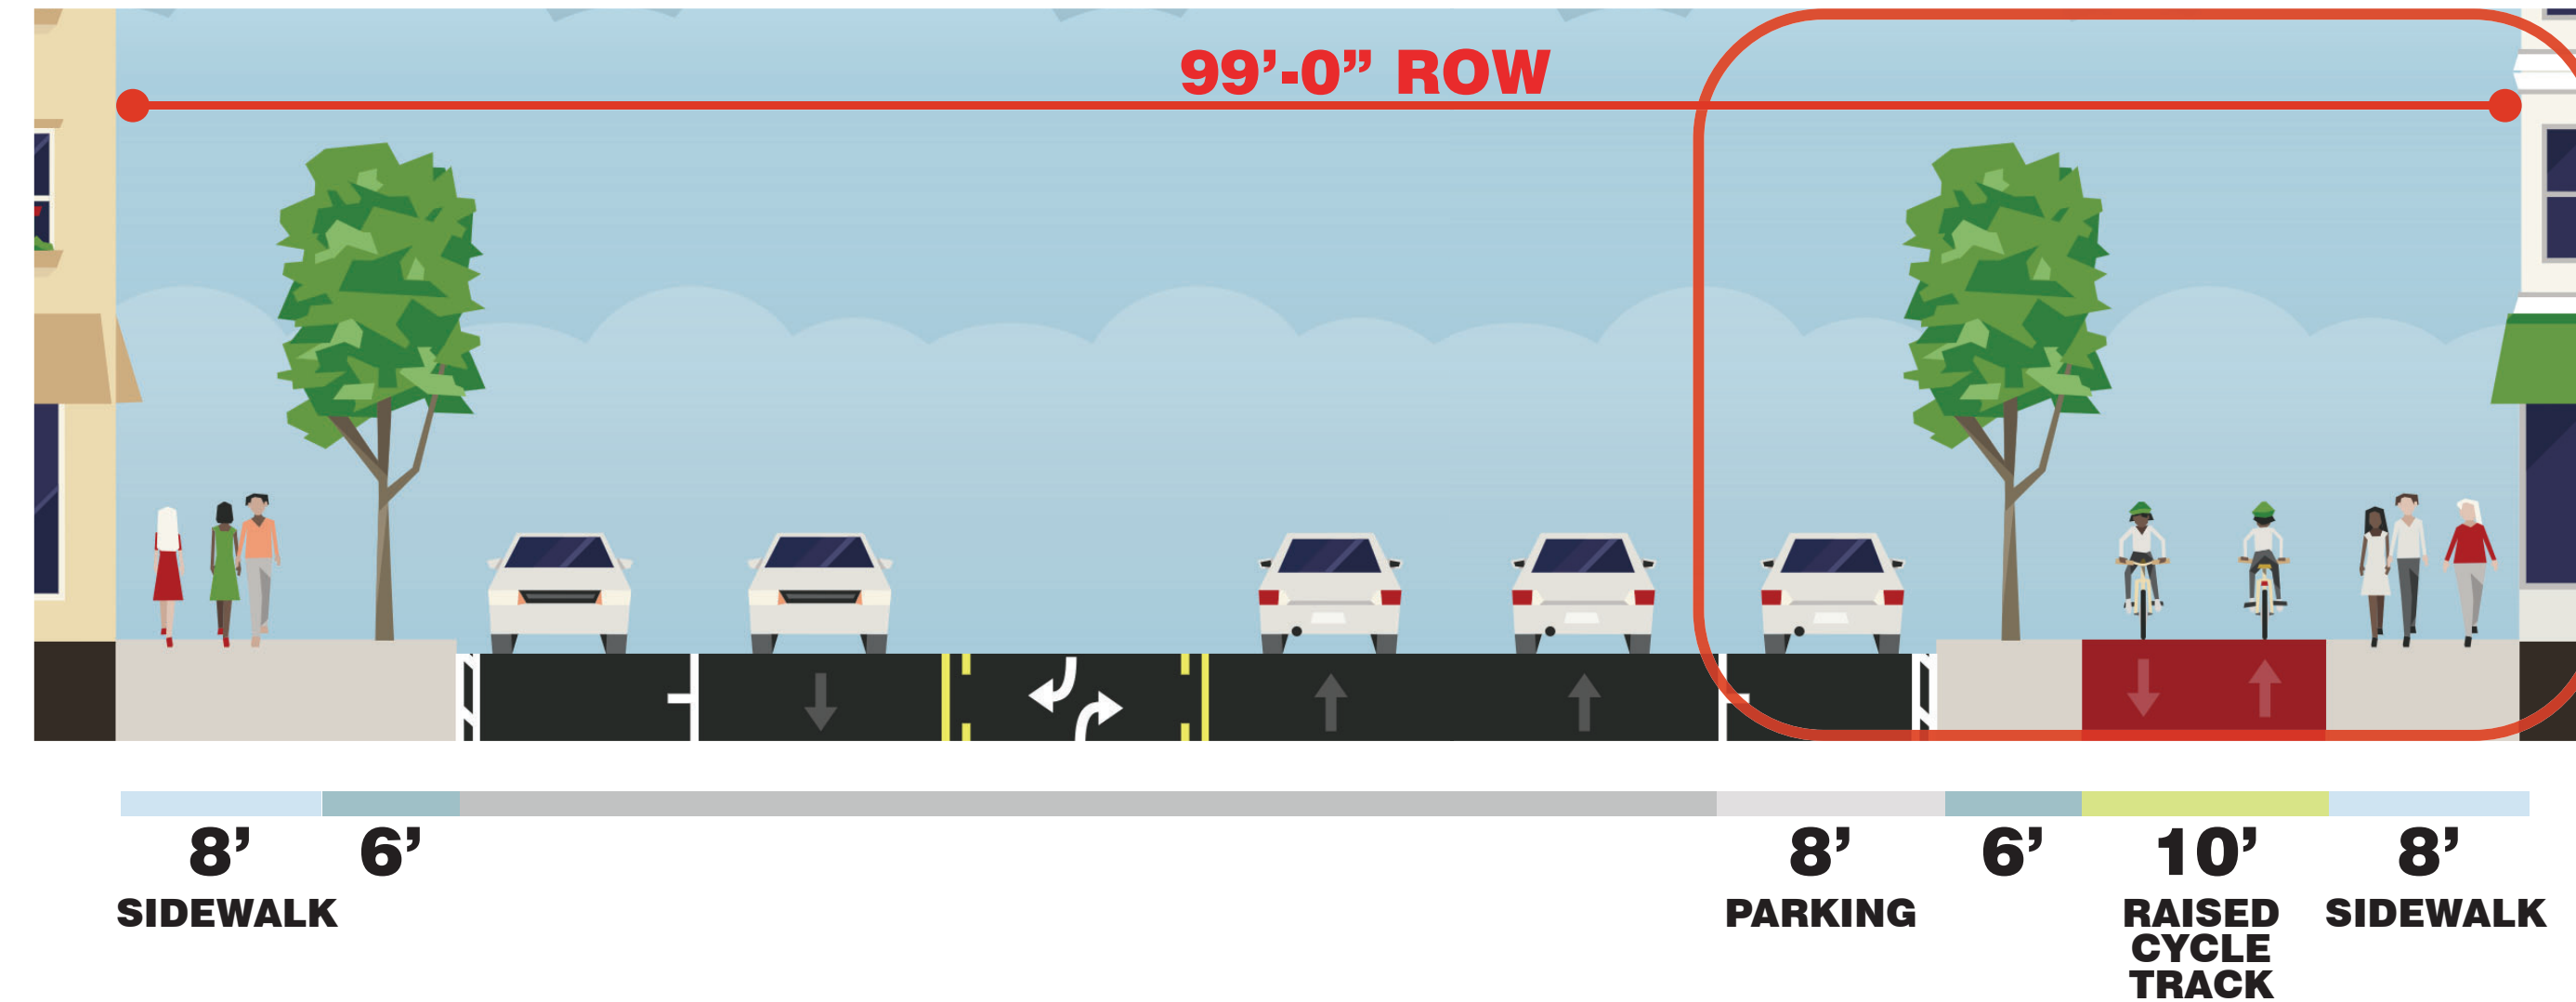 99’-0” ROW
8’ 6’ 8’ 6’ 10’ 8’
SIDEWALK PARKING RAISED SIDEWALK
CYCLE
TRACK